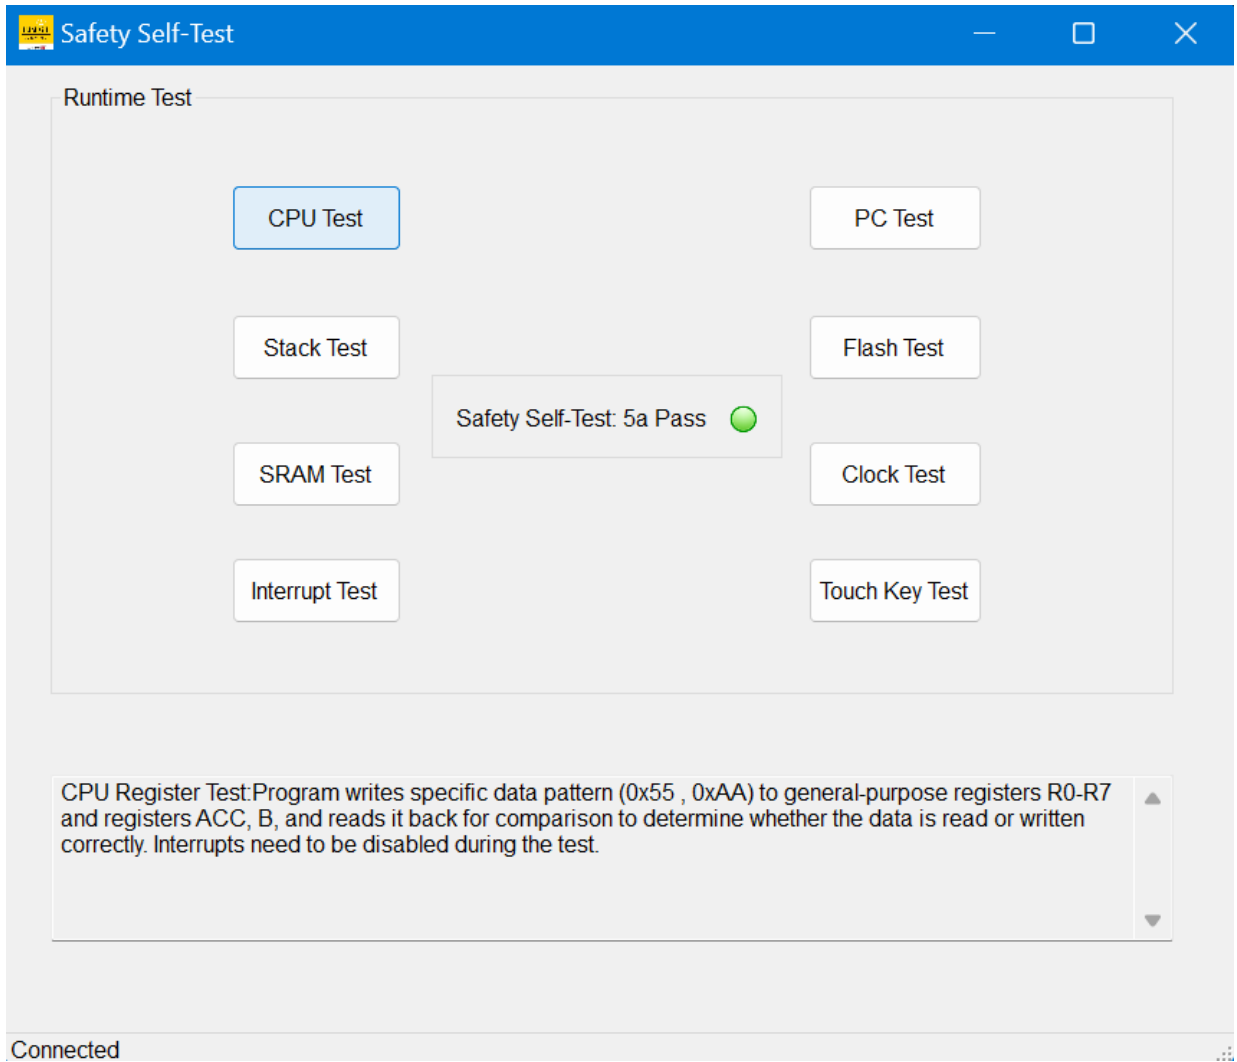 Safety Self-Test
Runtime Test
CPU Test
PC Test
Stack Test
Flash Test
Safety Self-Test: 5a Pass
SRAM Test
Clock Test
Interrupt Test
Touch Key Test
CPU Register Test:Program writes specific data pattern (0x55 , 0xAA) to general-purpose registers R0-R7
and registers ACC, B, and reads it back for comparison to determine whether the data is read or written
correctly. Interrupts need to be disabled during the test.
Connected